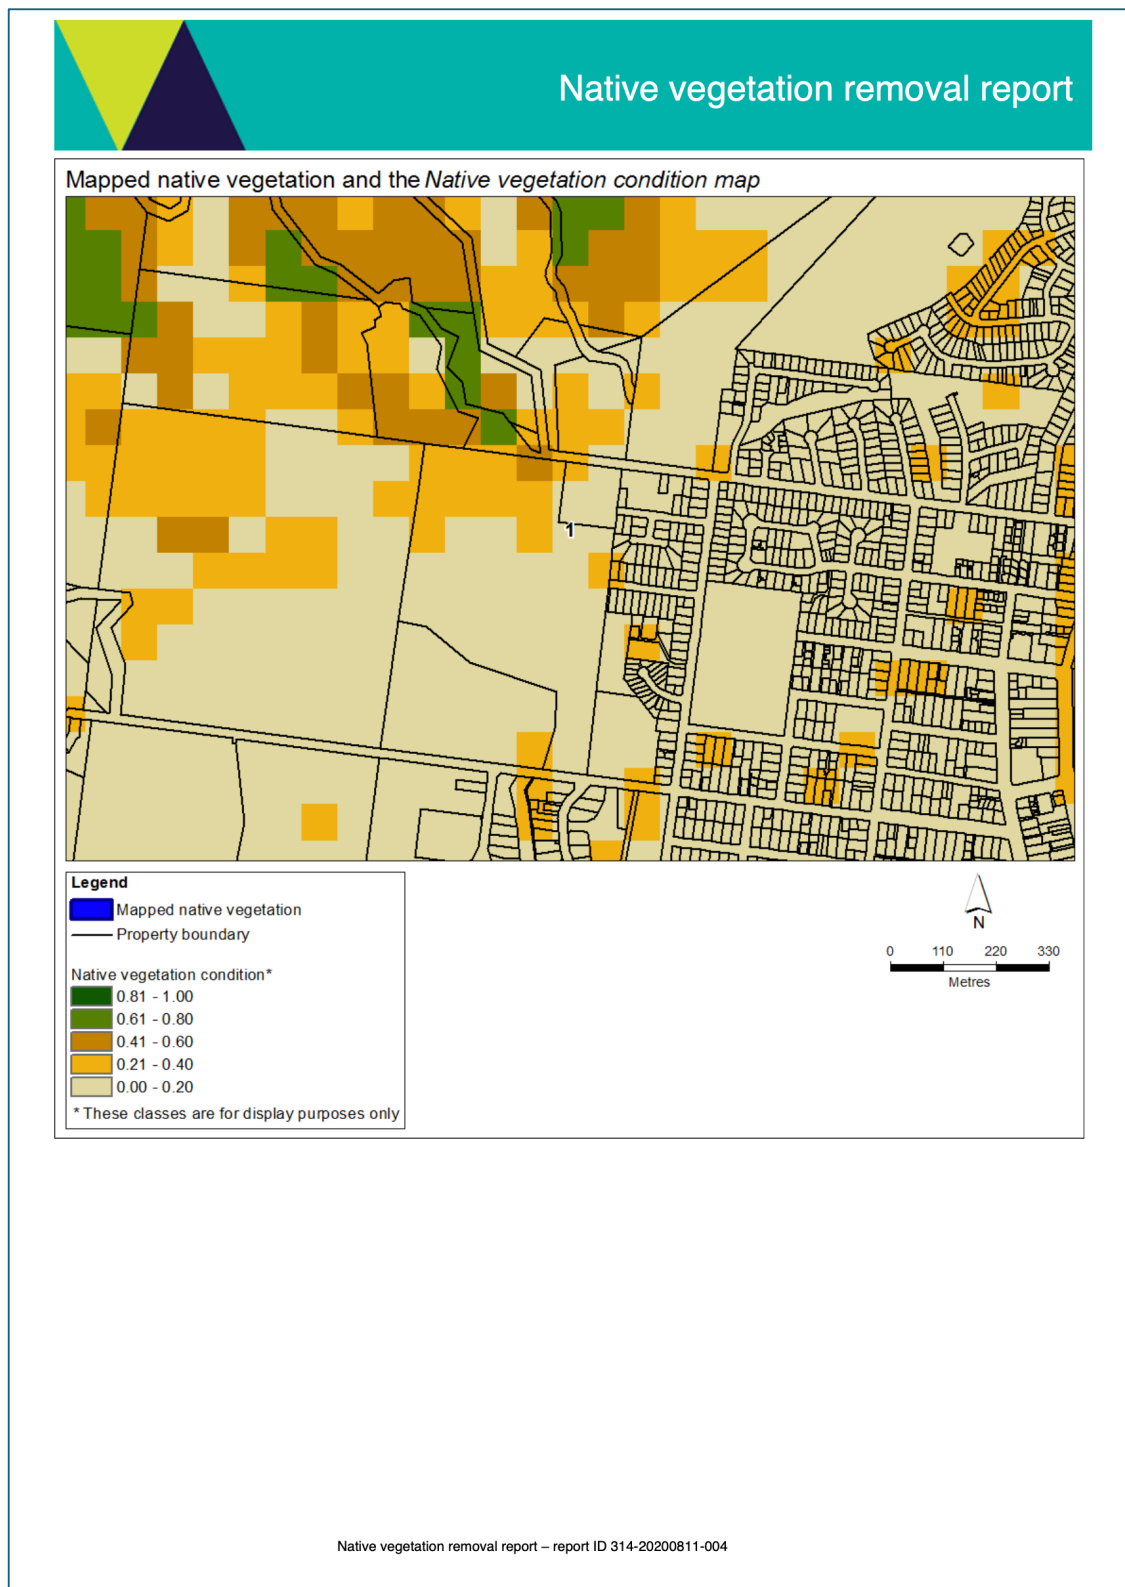 Native vegetation removal report
Mapped native vegetation and the Native vegetation condition map
1
Legend
Mapped native vegetation
Property boundary
Native vegetation condition*
0.81 - 1.00
0.61 - 0.80
0.41 - 0.60
0.21 - 0.40
0.00 - 0.20
* These classes are for display purposes only
N
0 110 220 330
Metres
Native vegetation removal report – report ID 314-20200811-004